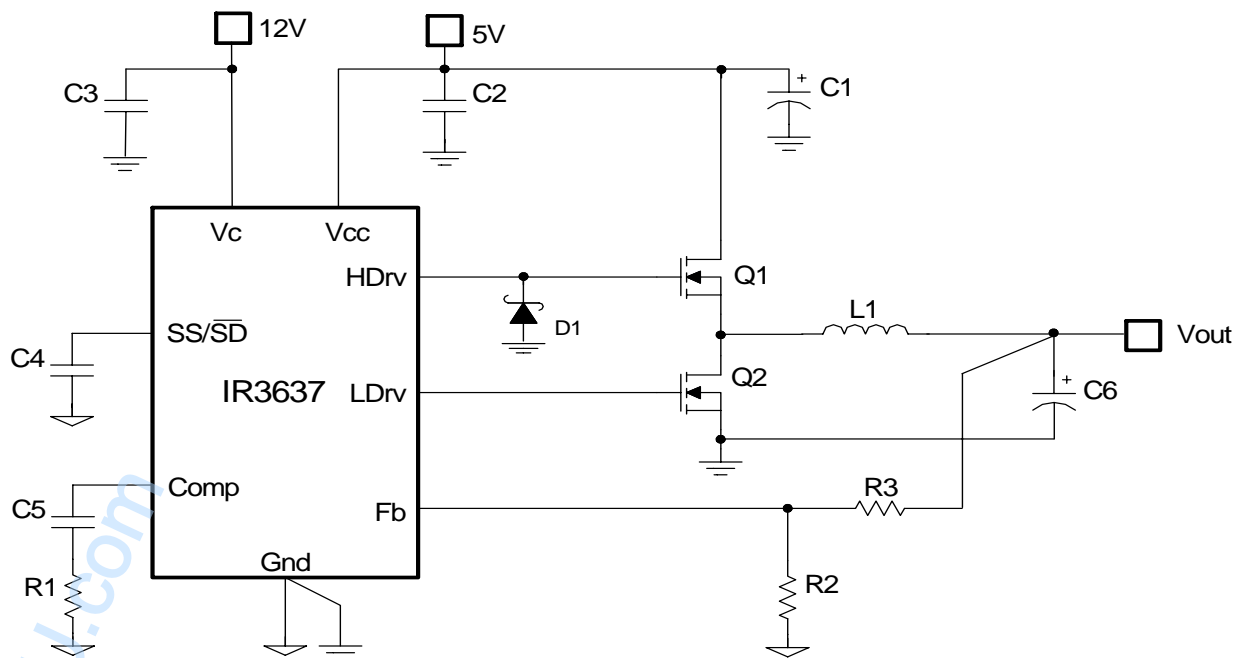 12V
5V
C3
C2
C1
Vc
Vcc
HDrv
Q1
D1
L1
SS/SD
Vout
C4
IR3637
LDrv
Q2
C6
Comp
C5
Fb
R3
Gnd
R1
R2
.com